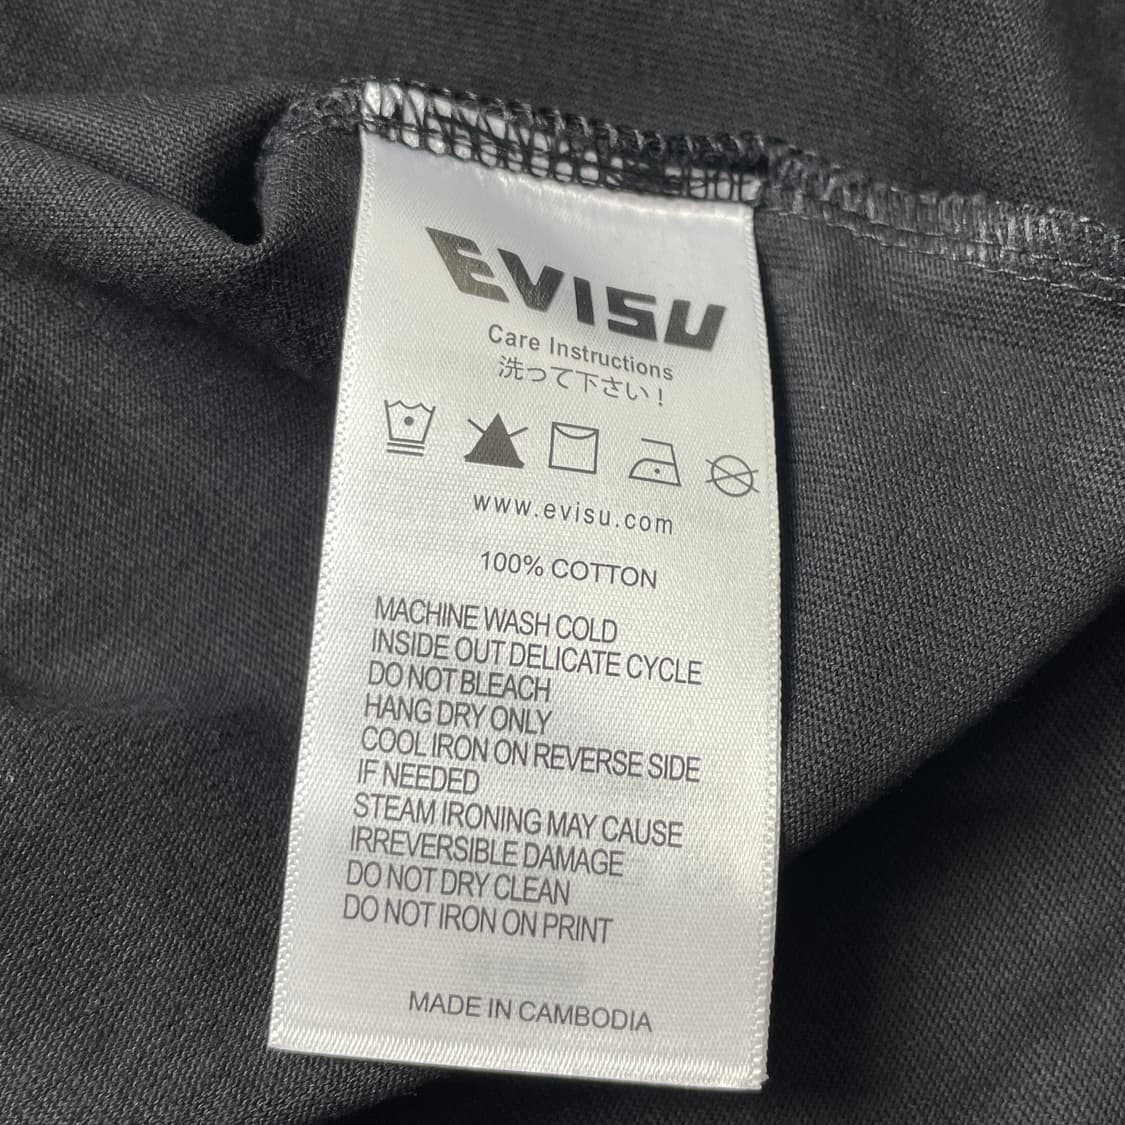 EVISU
Care Instructions
洗って下さい!
www.evisu.com
100% COTTON
MACHINE WASH COLD
INSIDE OUT DELICATE CYCLE
DO NOT BLEACH
HANG DRY ONLY
COOL IRON ON REVERSE SIDE
IF NEEDED
STEAM IRONING MAY CAUSE
IRREVERSIBLE DAMAGE
DO NOT DRY CLEAN
DO NOT IRON ON PRINT
MADE IN CAMBODIA